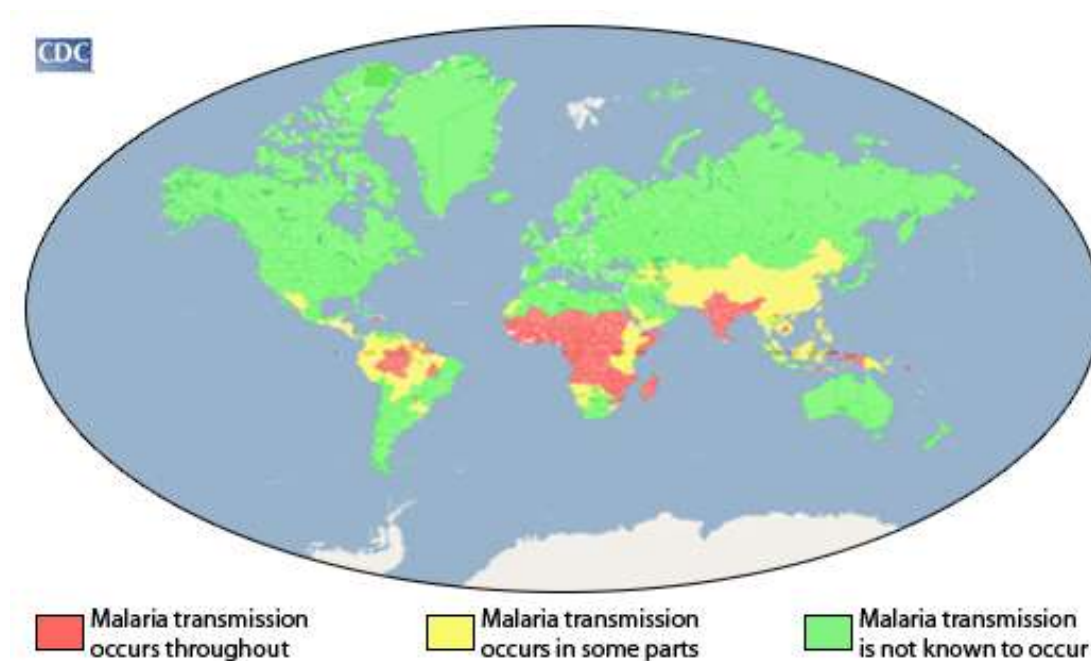 CDC
Malaria transmission
occurs throughout
Malaria transmission
occurs in some parts
Malaria transmission
is not known to occur